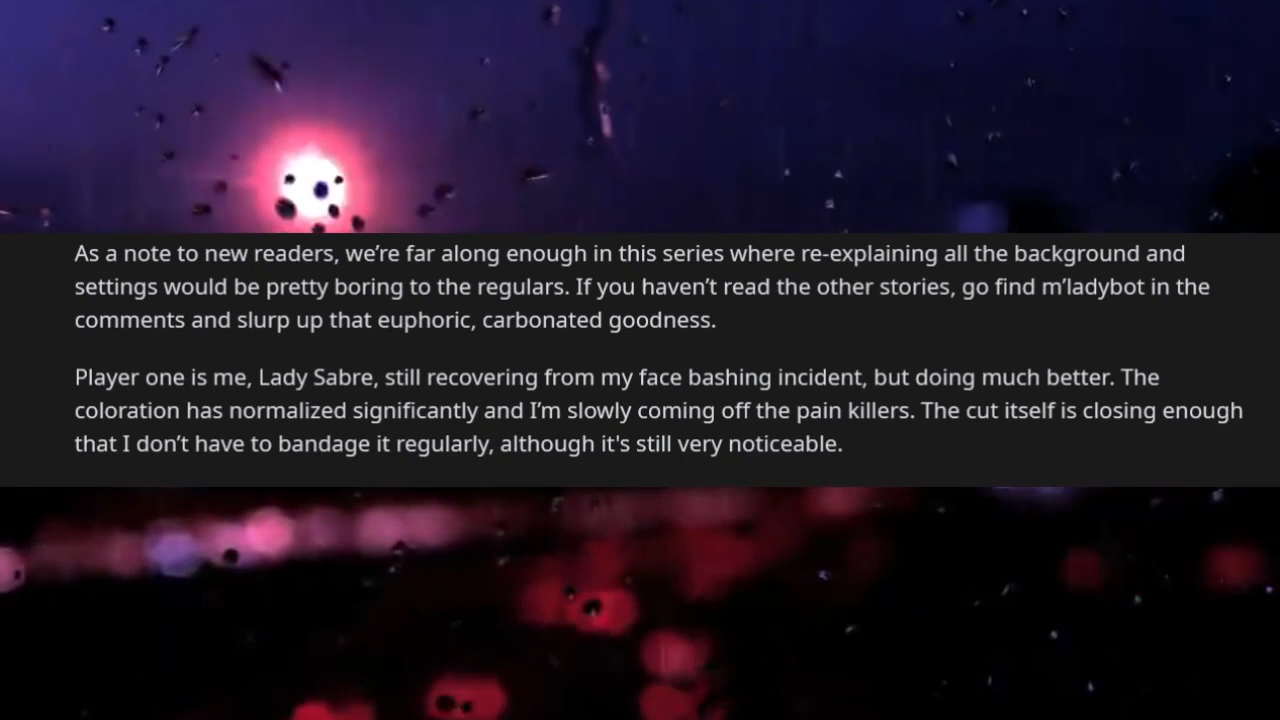 As a note to new readers, we’re far along enough in this series where re-explaining all the background and
settings would be pretty boring to the regulars. If you haven’t read the other stories, go find m’ladybot in the
comments and slurp up that euphoric, carbonated goodness.
Player one is me, Lady Sabre, still recovering from my face bashing incident, but doing much better. The
coloration has normalized significantly and I’m slowly coming off the pain killers. The cut itself is closing enough
that I don’t have to bandage it regularly, although it's still very noticeable.